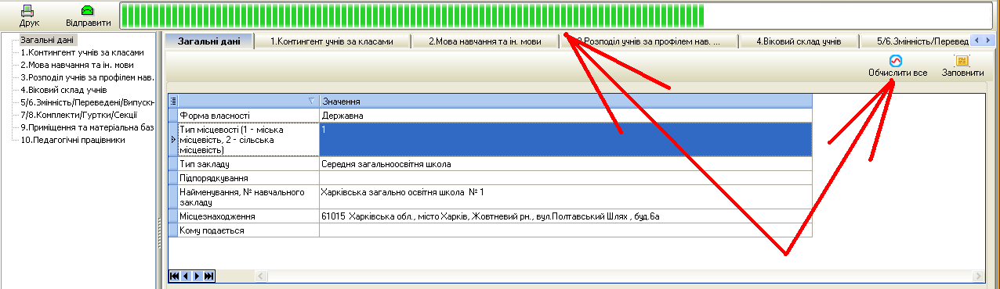 Друк
Відправити
Загальні дані
1.Контингент учнів за класами
2.Мова навчання та ін. мови
3.Розподіл учнів за профілем нав.
4.Віковий склад учнів
5/6.Змінність/Переведені/Випускн
7/8.Комплекти/Гуртки/Секції
9.Приміщення та матеріальна баз
10.Педагогічні працівники
Загальні дані
1.Контингент учнів за класами
2.Мова навчання та ін. мови
3.Розподіл учнів за профілем нав. ...
4.Віковий склад учнів
5/6.Змінність/Переведе
Обчислити все
Заповнити
Значення
Форма власності
Державна
Тип місцевості (1 - міська
місцевість, 2 - сільська
місцевість)
1
Тип закладу
Середня загальноосвітня школа
Підпорядкування
Найменування, № навчального
закладу
Харківська загально освітня школа № 1
Місцезнаходження
61015 Харківська обл., місто Харків, Жовтневий рн., вул.Полтавський Шлях , буд.6а
Кому подається